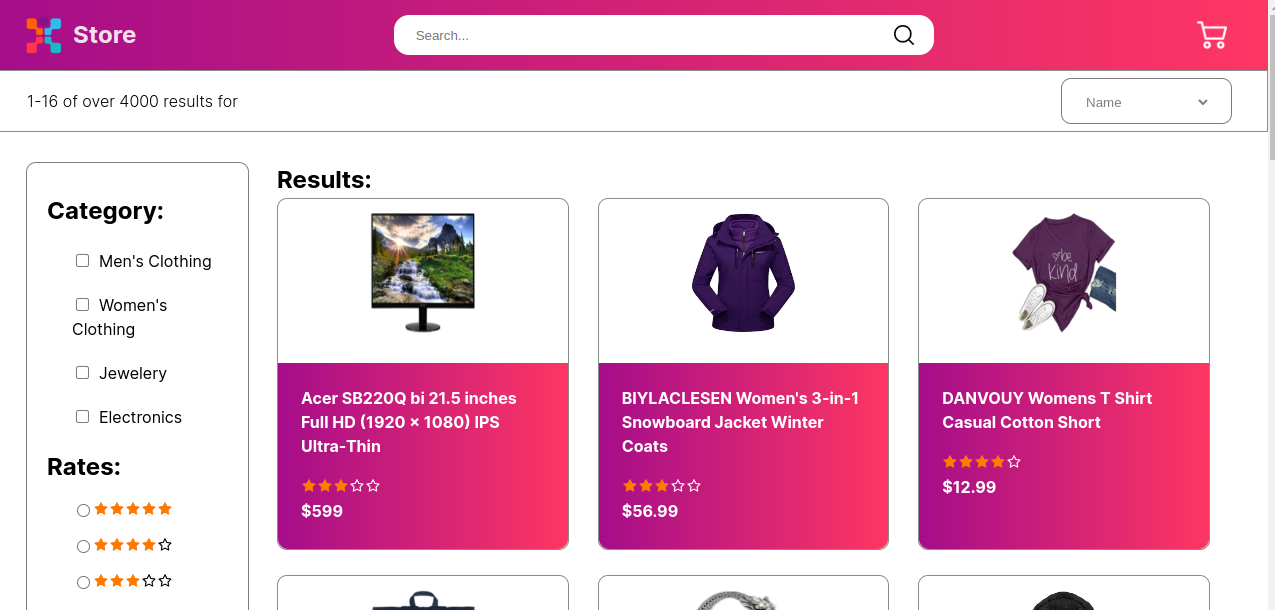 Store
Search...
1-16 of over 4000 results for
Name
Category:
Men's Clothing
Women's
Clothing
Jewelery
Electronics
Rates:
Results:
Acer SB220Q bi 21.5 inches
Full HD (1920 x 1080) IPS
Ultra-Thin
$599
BIYLACLESEN Women's 3-in-1
Snowboard Jacket Winter
Coats
$56.99
be
Kind
DANVOUY Womens T Shirt
Casual Cotton Short
$12.99